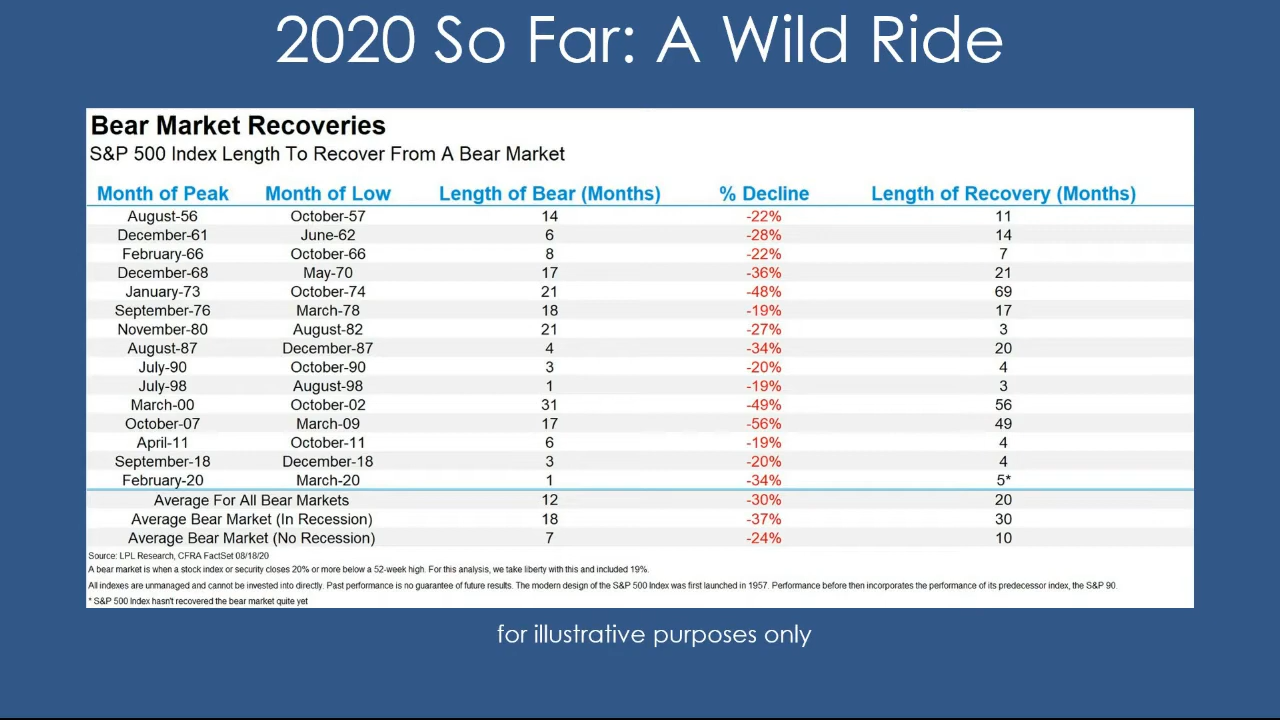 2020 So Far: A Wild Ride
Bear Market Recoveries
S&P 500 Index Length To Recover From A Bear Market
Month of Peak Month of Low Length of Bear (Months) % Decline Length of Recovery (Months)
August-56 October-57 14 -22% 11
December-61 June-62 6 -28% 14
February-66 October-66 8 -22% 7
December-68 May-70 17 -36% 21
January-73 October-74 21 -48% 69
September-76 March-78 18 -19% 17
November-80 August-82 21 -27% 3
August-87 December-87 4 -34% 20
July-90 October-90 3 -20% 4
July-98 August-98 1 -19% 3
March-00 October-02 31 -49% 56
October-07 March-09 17 -56% 49
April-11 October-11 6 -19% 4
September-18 December-18 3 -20% 4
February-20 March-20 1 -34% 5*
Average For All Bear Markets 12 -30% 20
Average Bear Market (In Recession) 18 -37% 30
Average Bear Market (No Recession) 7 -24% 10
Source: LPL Research, CFRA FactSet 08/18/20
A bear market is when a stock index or security closes 20% or more below a 52-week high. For this analysis, we take liberty with this and included 19%.
All indexes are unmanaged and cannot be invested into directly. Past performance is no guarantee of future results. The modern design of the S&P 500 Index was first launched in 1957. Performance before then incorporates the performance of its predecessor index, the S&P 90.
* S&P 500 Index hasn't recovered the bear market quite yet
for illustrative purposes only